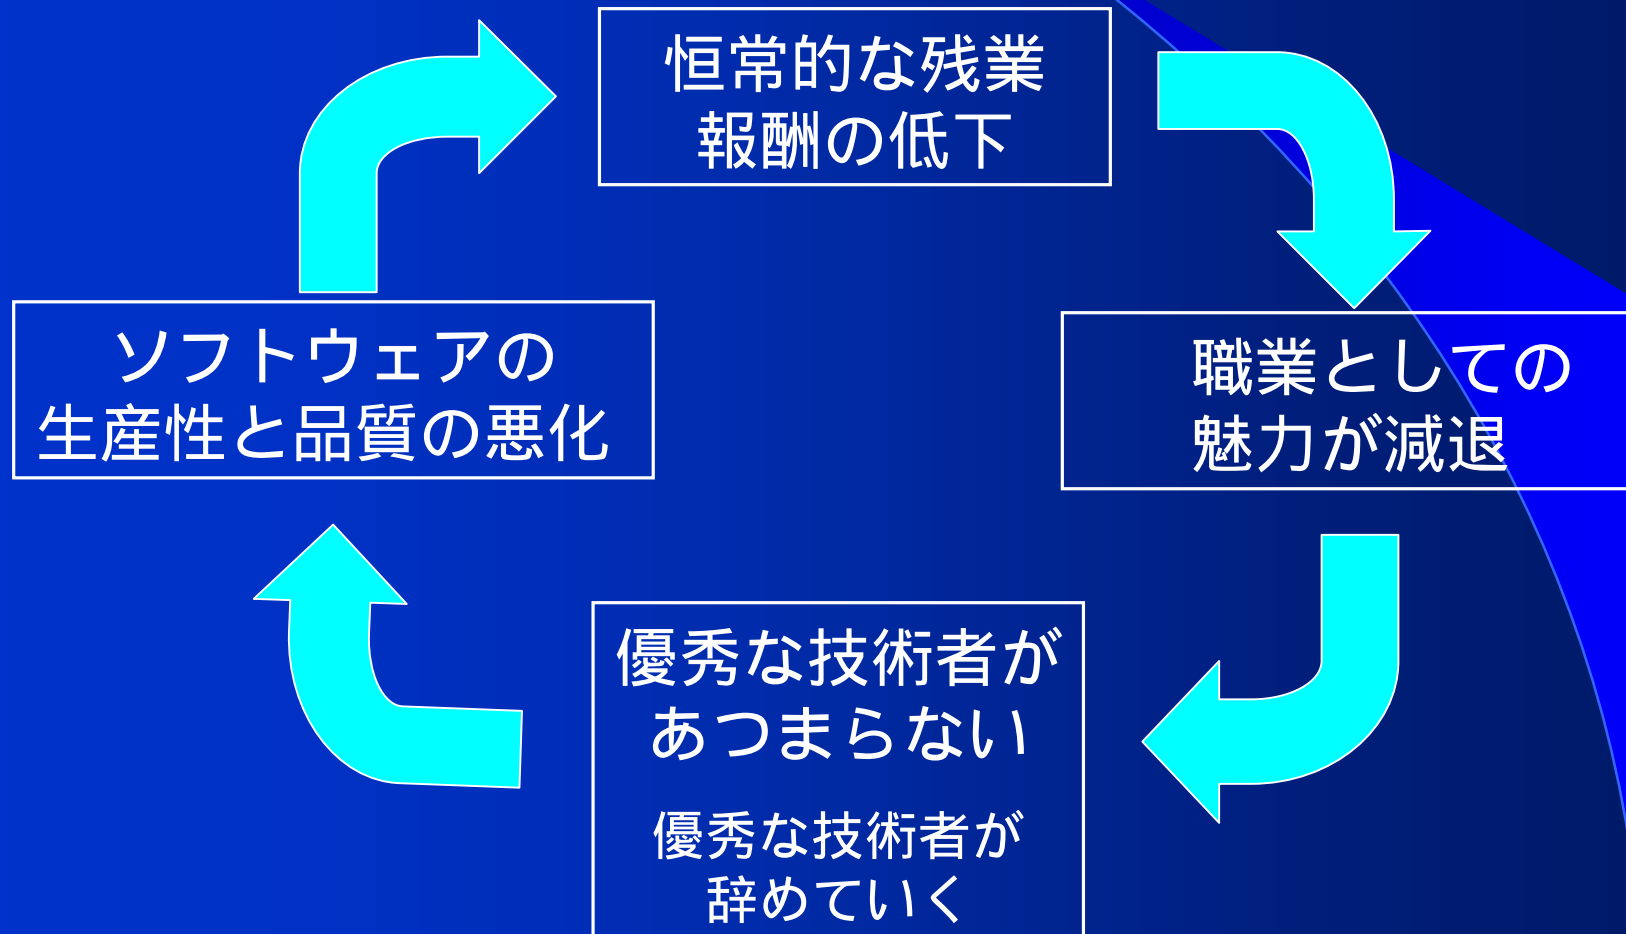 恒常的な残業
報酬の低下
ソフトウェアの
生産性と品質の悪化
職業としての
魅力が減退
優秀な技術者が
あつまらない
優秀な技術者が
辞めていく